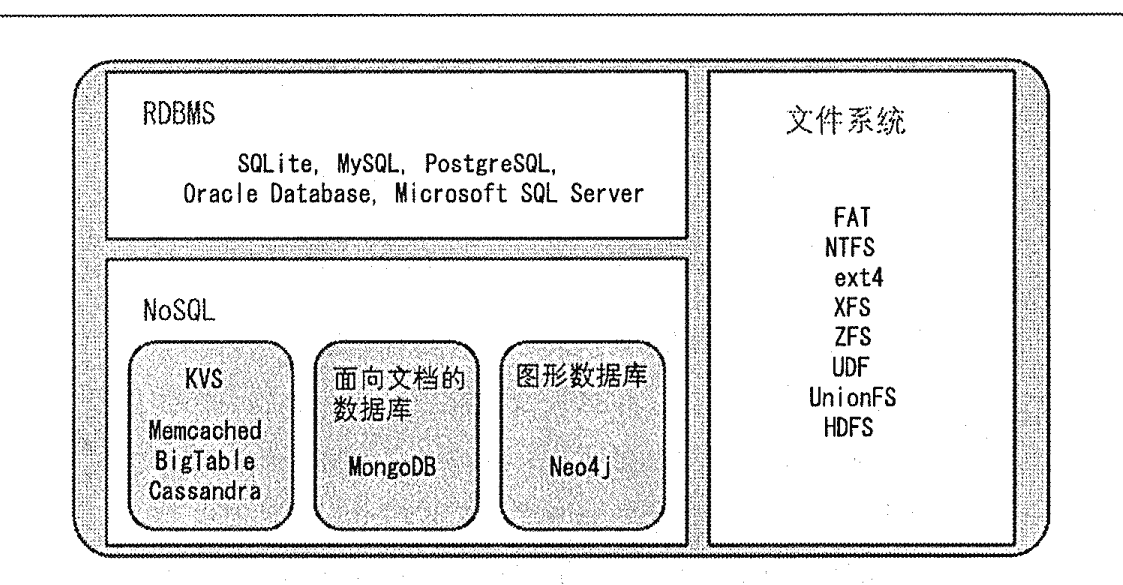 RDBMS
SQLite, MySQL, PostgreSQL,
Oracle Database, Microsoft SQL Server
NoSQL
KVS
Memcached
BigTable
Cassandra
面向文档的
数据库
MongoDB
图形数据库
Neo4j
文件系统
FAT
NTFS
ext4
XFS
ZFS
UDF
UnionFS
HDFS